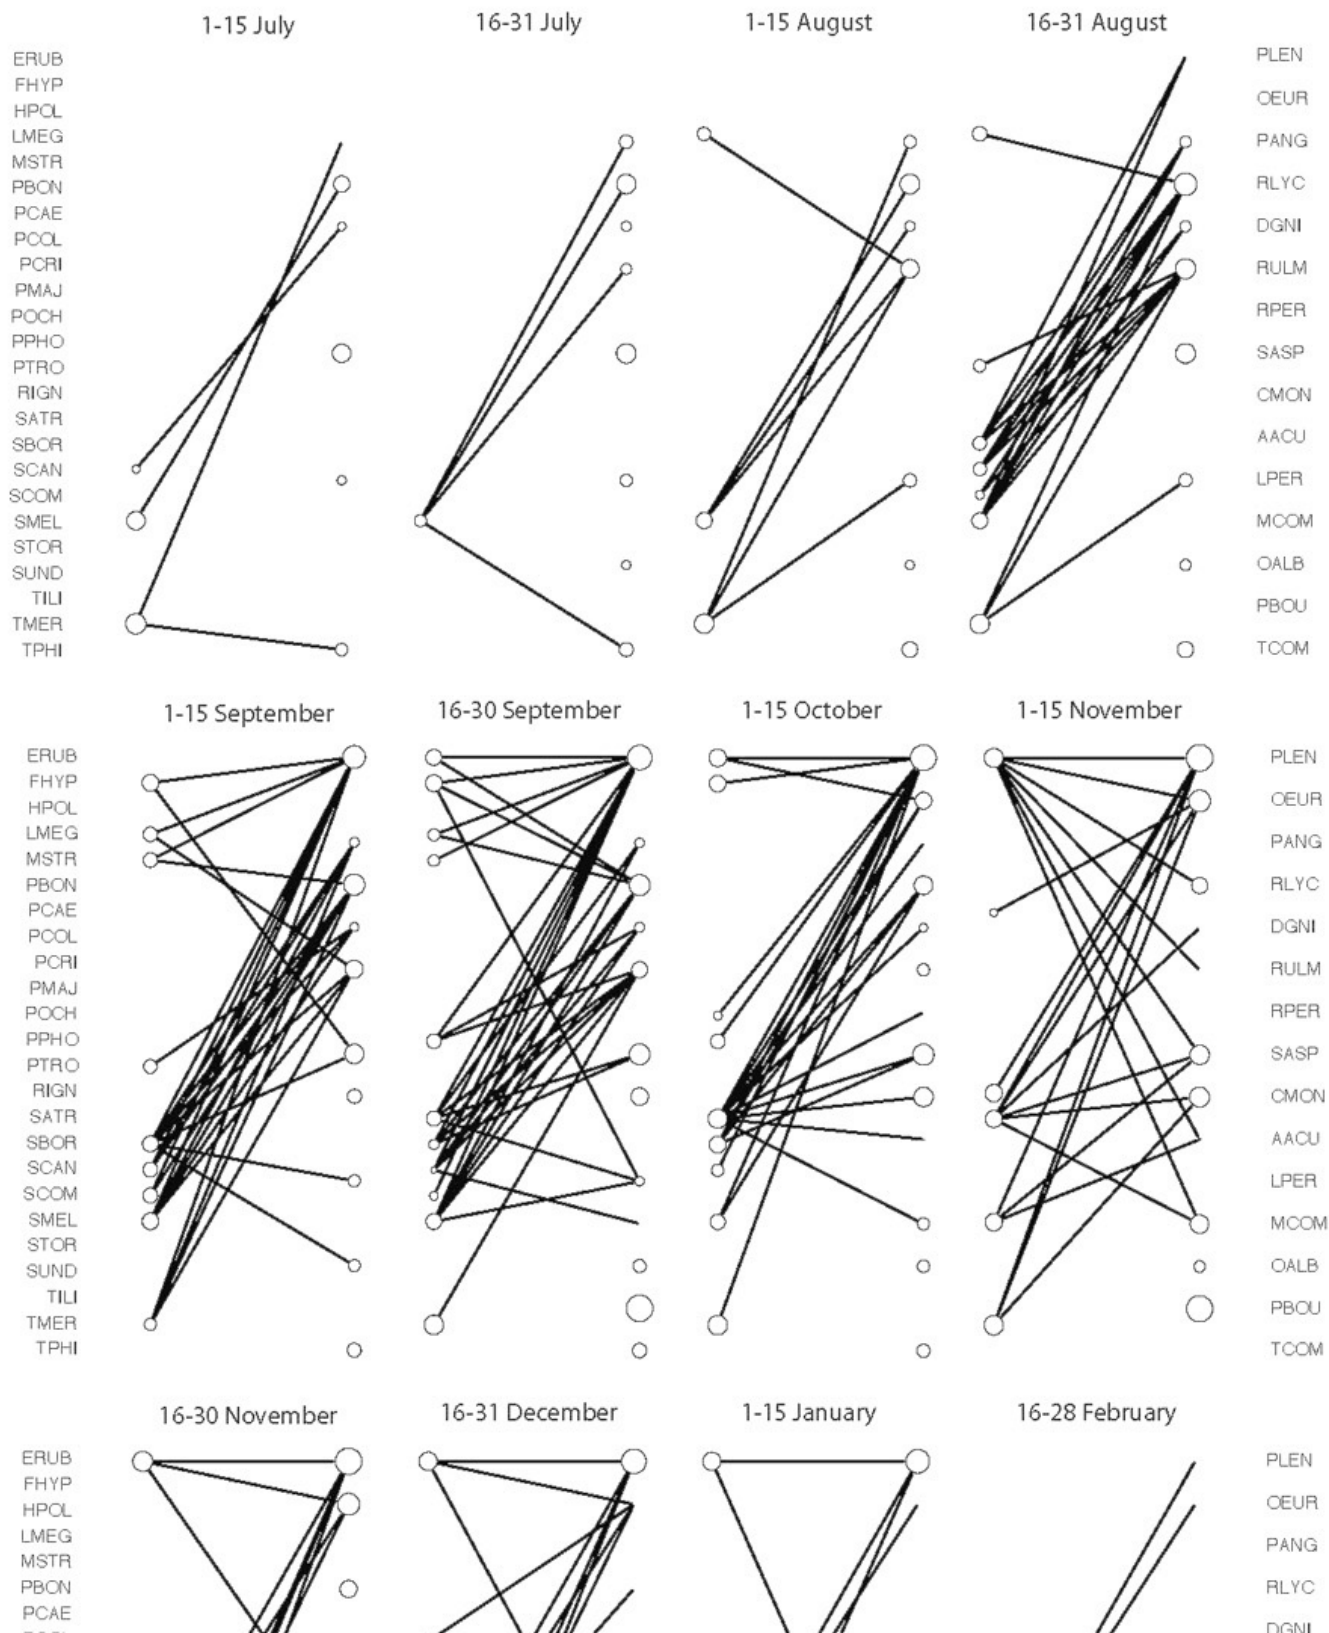 1-15 July
16-31 July
1-15 August
16-31 August
ERUB
FHYP
HPOL
LMEG
MSTR
PBON
PCAE
PCOL
PCRI
PMAJ
POCH
PPHO
PTRO
RIGN
SATR
SBOR
SCAN
SCOM
SMEL
STOR
SUND
TILI
TMER
TPHI
PLEN
OEUR
PANG
RLYC
DGNI
RULM
RPER
SASP
CMON
AACU
LPER
MCOM
OALB
PBOU
TCOM
1-15 September
16-30 September
1-15 October
1-15 November
ERUB
FHYP
HPOL
LMEG
MSTR
PBON
PCAE
PCOL
PCRI
PMAJ
POCH
PPHO
PTRO
RIGN
SATR
SBOR
SCAN
SCOM
SMEL
STOR
SUND
TILI
TMER
TPHI
PLEN
OEUR
PANG
RLYC
DGNI
RULM
RPER
SASP
CMON
AACU
LPER
MCOM
OALB
PBOU
TCOM
16-30 November
16-31 December
1-15 January
16-28 February
ERUB
FHYP
HPOL
LMEG
MSTR
PBON
PCAE
PLEN
OEUR
PANG
RLYC
DGNI